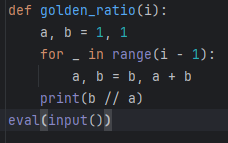 def golden_ratio(i):
    a, b = 1, 1
    for _ in range(i - 1):
        a, b = b, a + b
    print(b // a)
eval(input())